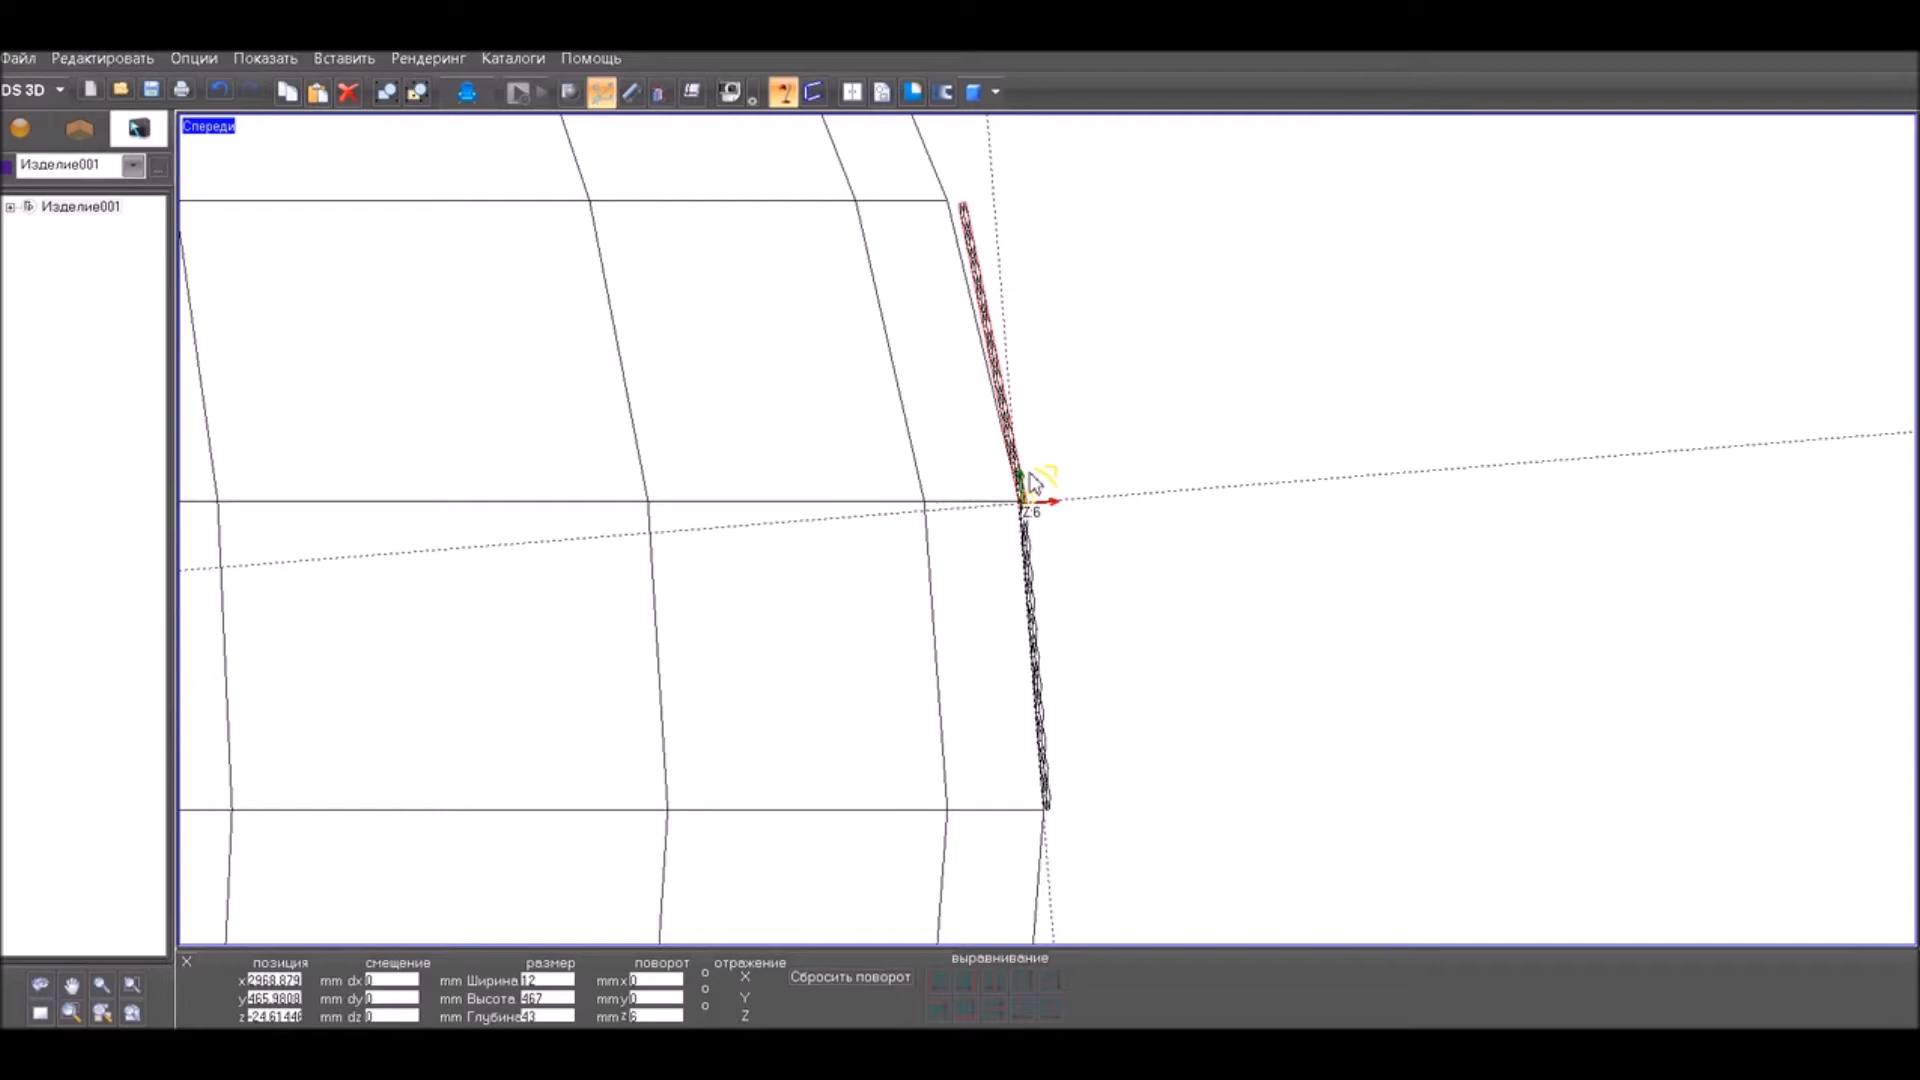 Файл Редактировать Опции Показать Вставить Рендеринг Каталоги Помощь
DS 3D
Спереди
Изделие001 ...
Изделие001
Z:6
X позиция смещение размер поворот отражение выравнивание
x 2968.879 mm dx 0 mm Ширина 12 mm x 0 X Сбросить поворот
y 465.9808 mm dy 0 mm Высота 467 mm y 0 Y
z -24.61448 mm dz 0 mm Глубина 43 mm z 6 Z